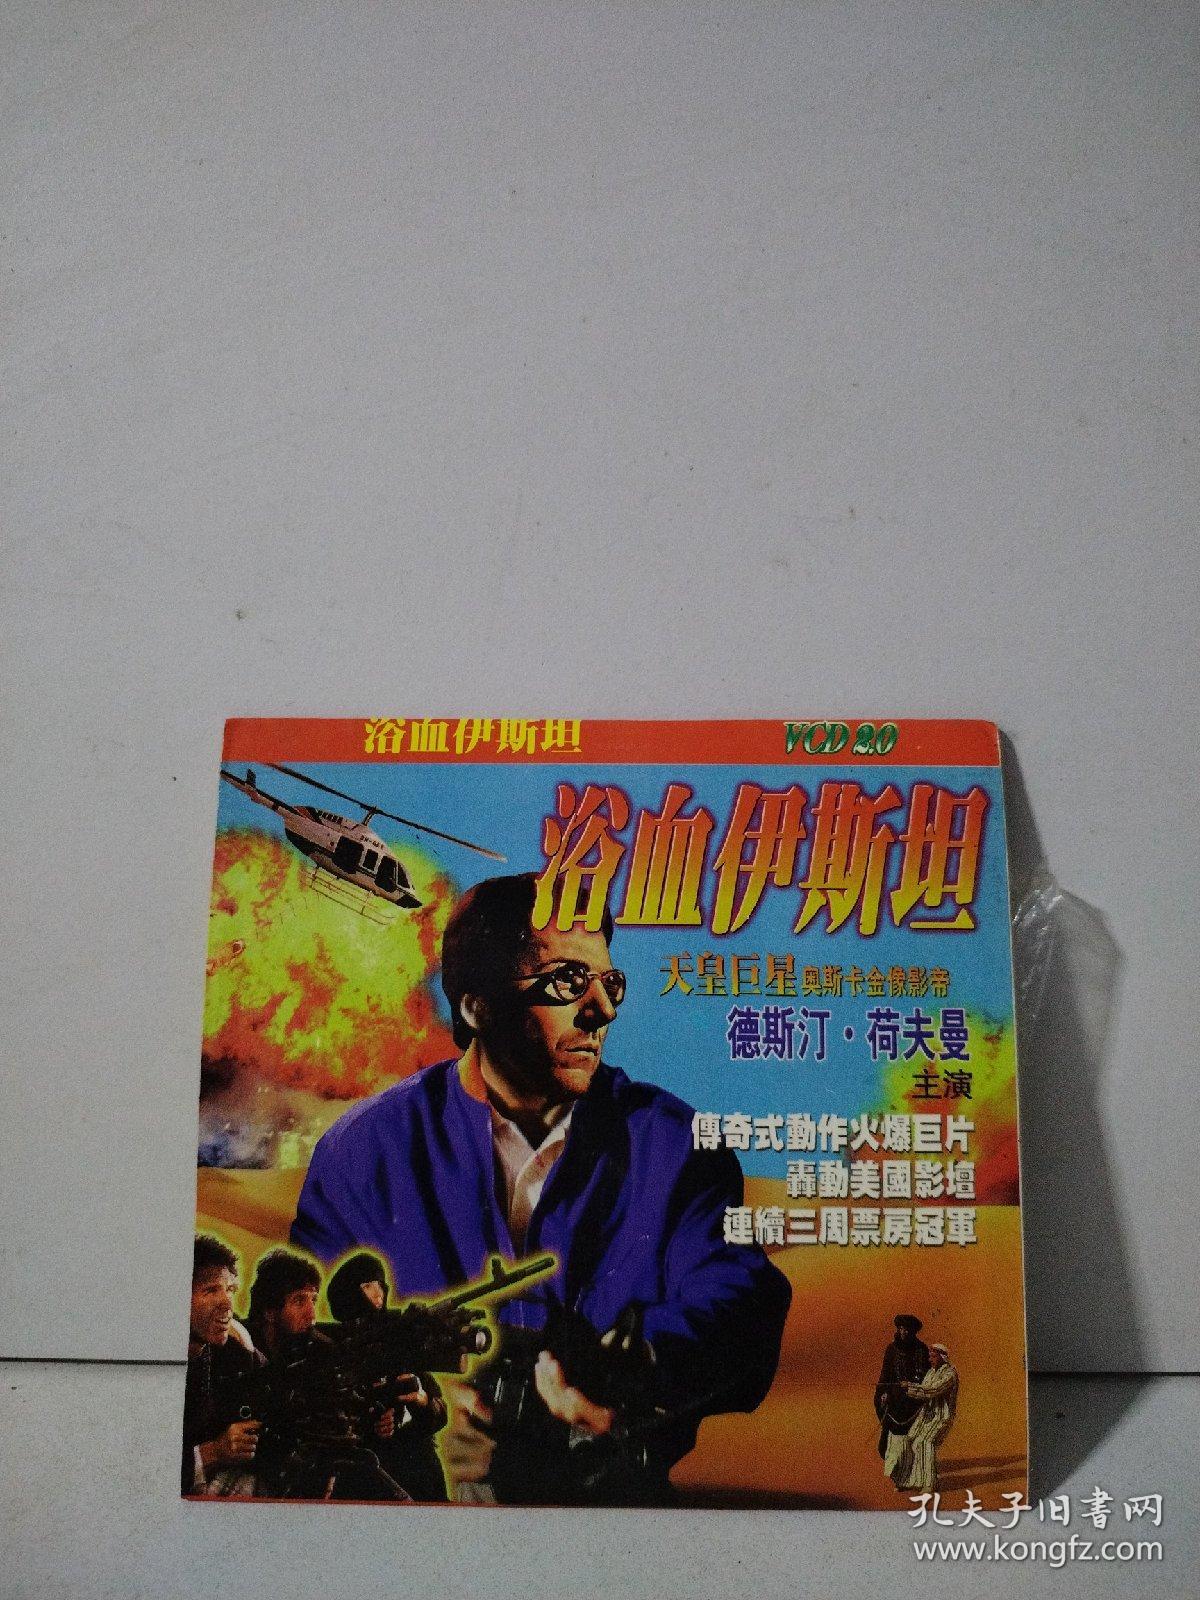 浴血伊斯坦 VCD 2.0
浴血伊斯坦
天皇巨星奧斯卡金像影帝
德斯汀·荷夫曼
主演
傳奇式動作火爆巨片
轟動美國影壇
連續三周票房冠軍
孔夫子旧书网
www.kongfz.com